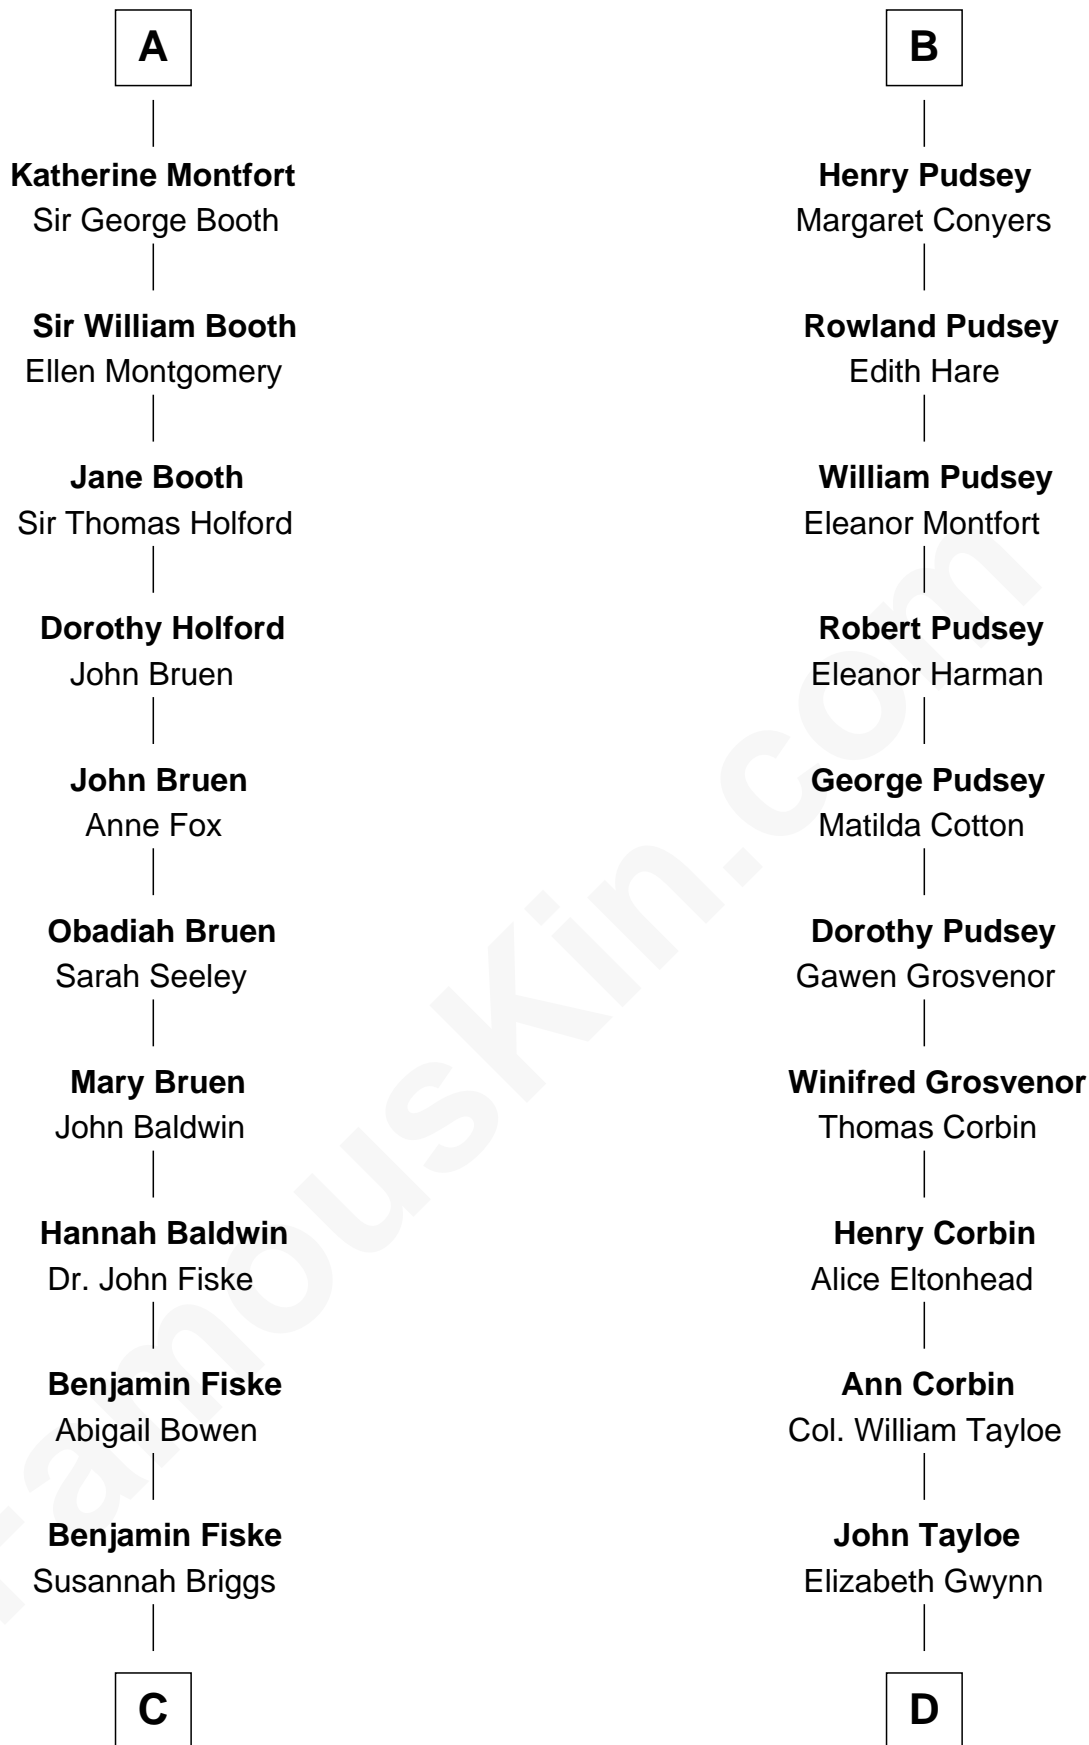 A
Katherine Montfort
Sir George Booth
Sir William Booth
Ellen Montgomery
Jane Booth
Sir Thomas Holford
Dorothy Holford
John Bruen
John Bruen
Anne Fox
Obadiah Bruen
Sarah Seeley
Mary Bruen
John Baldwin
Hannah Baldwin
Dr. John Fiske
Benjamin Fiske
Abigail Bowen
Benjamin Fiske
Susannah Briggs
C
B
Henry Pudsey
Margaret Conyers
Rowland Pudsey
Edith Hare
William Pudsey
Eleanor Montfort
Robert Pudsey
Eleanor Harman
George Pudsey
Matilda Cotton
Dorothy Pudsey
Gawen Grosvenor
Winifred Grosvenor
Thomas Corbin
Henry Corbin
Alice Eltonhead
Ann Corbin
Col. William Tayloe
John Tayloe
Elizabeth Gwynn
D
FamousKin.com